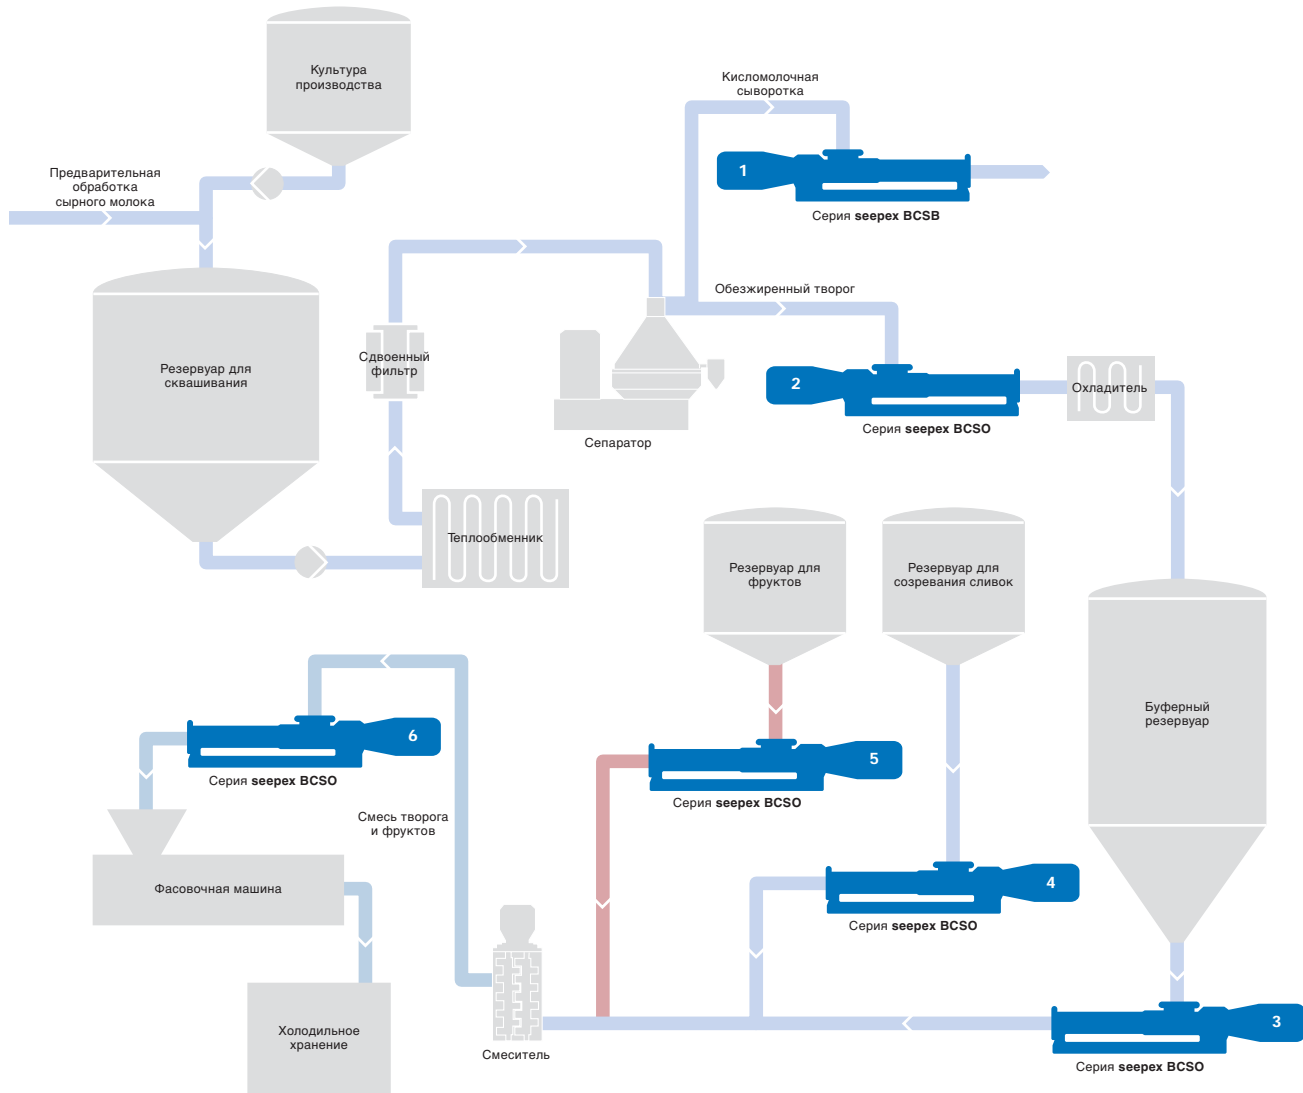 Культура
производства
Предварительная
обработка
сырного молока
Кисломолочная
сыворотка
1
Серия seepex BCSB
Резервуар для
сквашивания
Сдвоенный
фильтр
Обезжиренный творог
2
Серия seepex BCSO
Охладитель
Сепаратор
Теплообменник
Резервуар для
фруктов
Резервуар для
созревания сливок
Буферный
резервуар
6
Серия seepex BCSO
5
Серия seepex BCSO
Смесь творога
и фруктов
Фасовочная машина
4
Серия seepex BCSO
Холодильное
хранение
Смеситель
3
Серия seepex BCSO